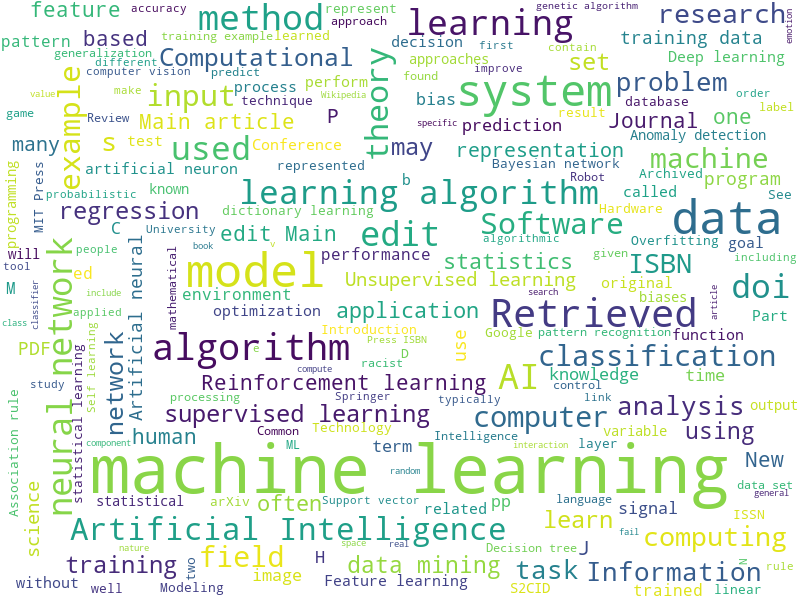 feature
accuracy
method
represent
approach
learning
genetic algorithm
research
emotion
pattern
based
training example
learned
decision
first
contain
training data
generalization
different
Computational
approaches
set
Deep learning
computer vision
predict
process
perform
found
improve
system
problem
database
order
value
make
Wikipedia
input
technique
bias
specific
result
label
game
Review
P
theory
prediction
Journal
one
Anomaly detection
example
Main article
many
s
test
used
Conference
may
representation
machine
MIT Press
artificial neuron
represented
Bayesian network
Robot
Archived
program
programming
probabilistic
known
b
learning algorithm
called
See
regression
dictionary learning
Hardware
data
C
University
edit Main
edit
Software
algorithmic
Overfitting
goal
will
people
book
v
performance
statistics
given
including
tool
ed
mathematical
model
Unsupervised learning
ISBN
original
biases
doi
M
classifier
include
environment
search
article
Part
class
applied
optimization
application
Retrieved
neural network
network
Artificial neural
Introduction
use
Google
pattern recognition
function
PDF
Self learning
algorithm
e
Press ISBN
D
racist
classification
time
statistical learning
compute
AI
knowledge
study
processing
Reinforcement learning
Springer
typically
control
link
supervised learning
computer
analysis
output
Association rule
human
Common
Technology
using
variable
component
ML
term
Intelligence
layer
interaction
New
machine learning
random
general
science
statistical
arXiv
often
Support vector
related
pp
language
signal
data set
ISSN
Artificial Intelligence
learn
fail
computing
nature
two
space
real
Decision tree
J
training
field
H
data mining
task
Information
N
rule
without
well
Modeling
image
Feature learning
S2CID
trained
linear